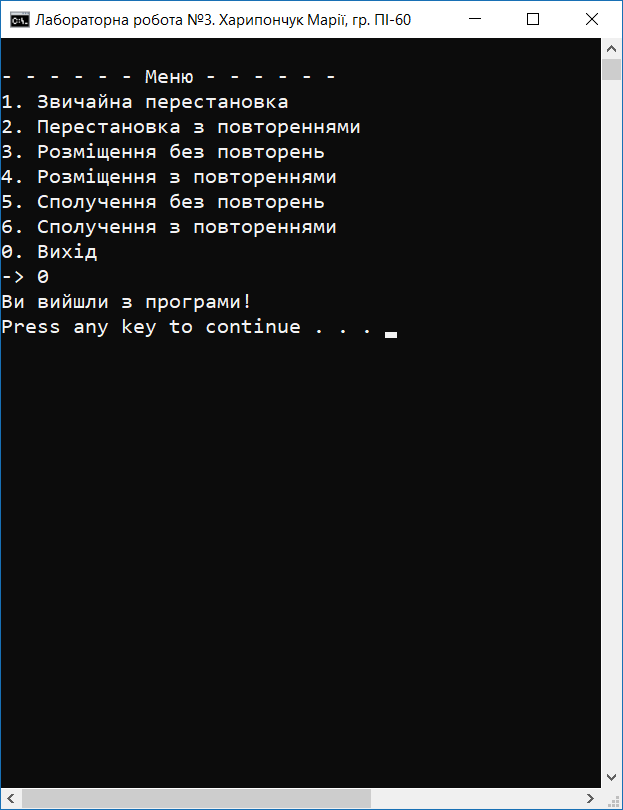 Лабораторна робота №3. Харипончук Марії, гр. ПІ-60
- - - - - - Меню - - - - - -
1. Звичайна перестановка
2. Перестановка з повтореннями
3. Розміщення без повторень
4. Розміщення з повтореннями
5. Сполучення без повторень
6. Сполучення з повтореннями
0. Вихід
-> 0
Ви вийшли з програми!
Press any key to continue . . .